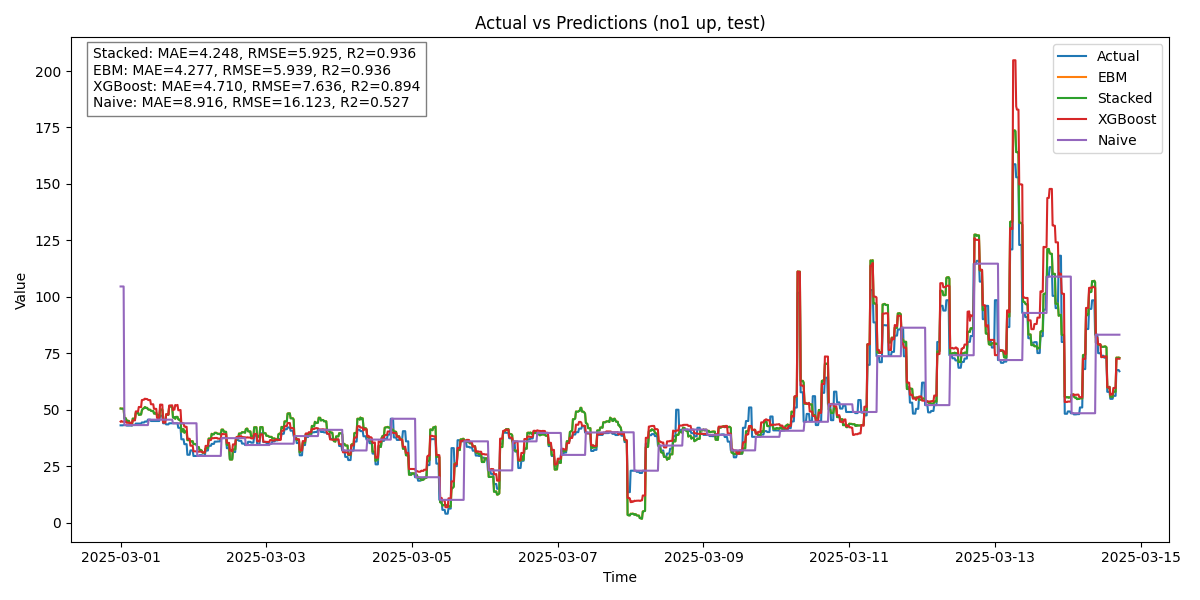 Actual vs Predictions (no1 up, test)
Stacked: MAE=4.248, RMSE=5.925, R2=0.936
EBM: MAE=4.277, RMSE=5.939, R2=0.936
XGBoost: MAE=4.710, RMSE=7.636, R2=0.894
Naive: MAE=8.916, RMSE=16.123, R2=0.527
Actual
EBM
Stacked
XGBoost
Naive
200
175
150
125
100
75
50
25
0
Value
2025-03-01
2025-03-03
2025-03-05
2025-03-07
2025-03-09
2025-03-11
2025-03-13
2025-03-15
Time